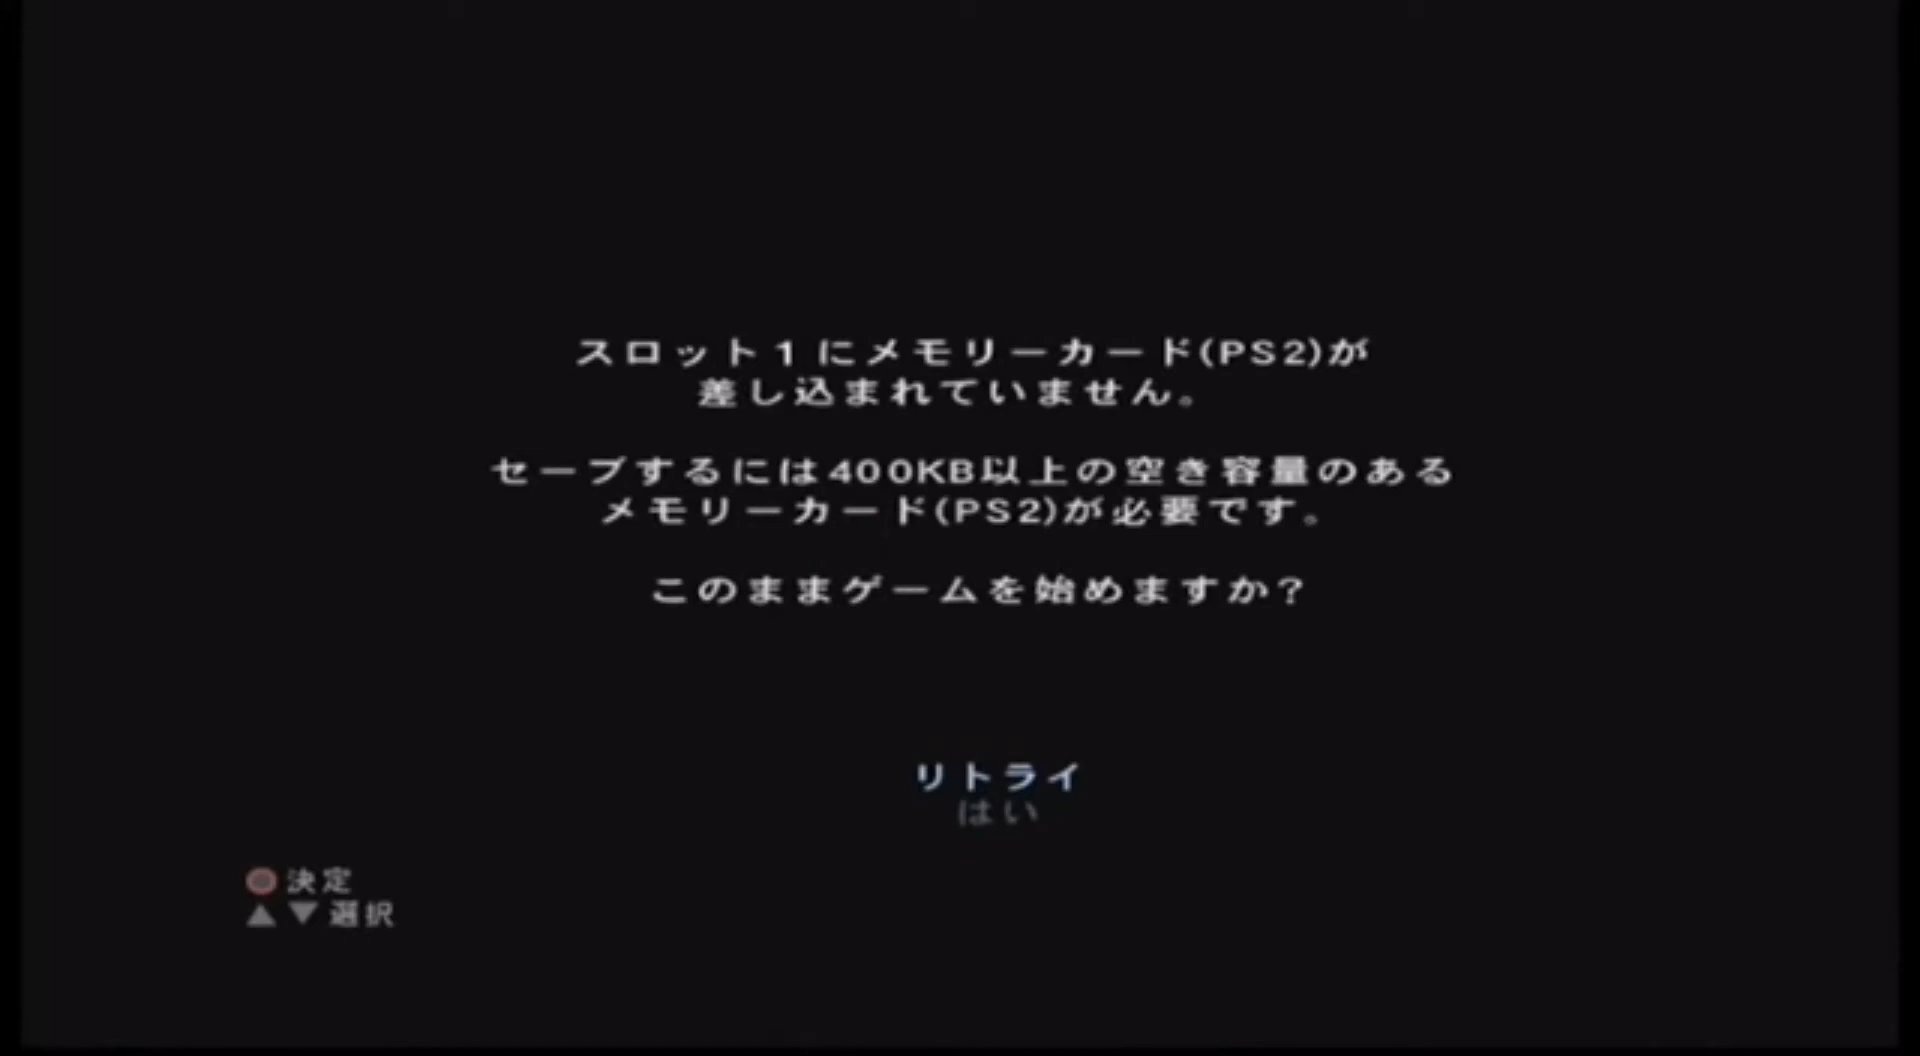 スロット1にメモリーカード(PS2)が
差し込まれていません。
セーブするには400KB以上の空き容量のある
メモリーカード(PS2)が必要です。
このままゲームを始めますか?
リトライ
はい
決定
▲▼選択